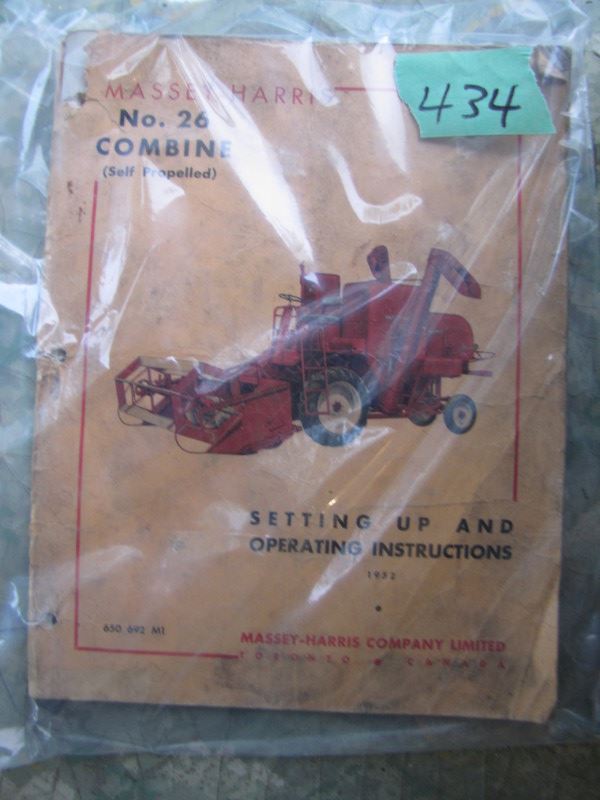 MASSEY-HARRIS
434
No. 26
COMBINE
(Self Propelled)
SETTING UP AND
OPERATING INSTRUCTIONS
1952
650 692 M1
MASSEY-HARRIS COMPANY LIMITED
TORONTO CANADA